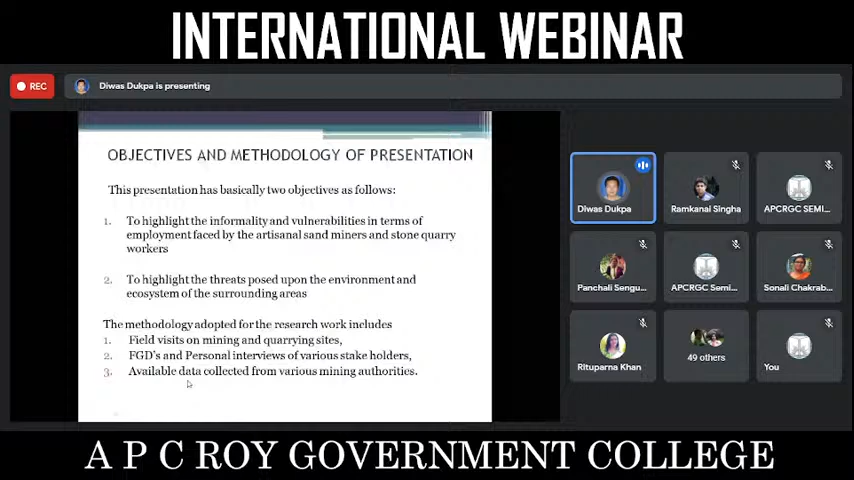 INTERNATIONAL WEBINAR
REC
Diwas Dukpa is presenting
OBJECTIVES AND METHODOLOGY OF PRESENTATION
This presentation has basically two objectives as follows:
1. To highlight the informality and vulnerabilities in terms of
employment faced by the artisanal sand miners and stone quarry
workers
2. To highlight the threats posed upon the environment and
ecosystem of the surrounding areas
The methodology adopted for the research work includes
1. Field visits on mining and quarrying sites,
2. FGD's and Personal interviews of various stake holders,
3. Available data collected from various mining authorities.
Diwas Dukpa
Ramkanai Singha
APCRGC SEMI...
Panchali Sengu...
APCRGC Semi...
Sonali Chakrab...
Rituparna Khan
49 others
You
A P C ROY GOVERNMENT COLLEGE